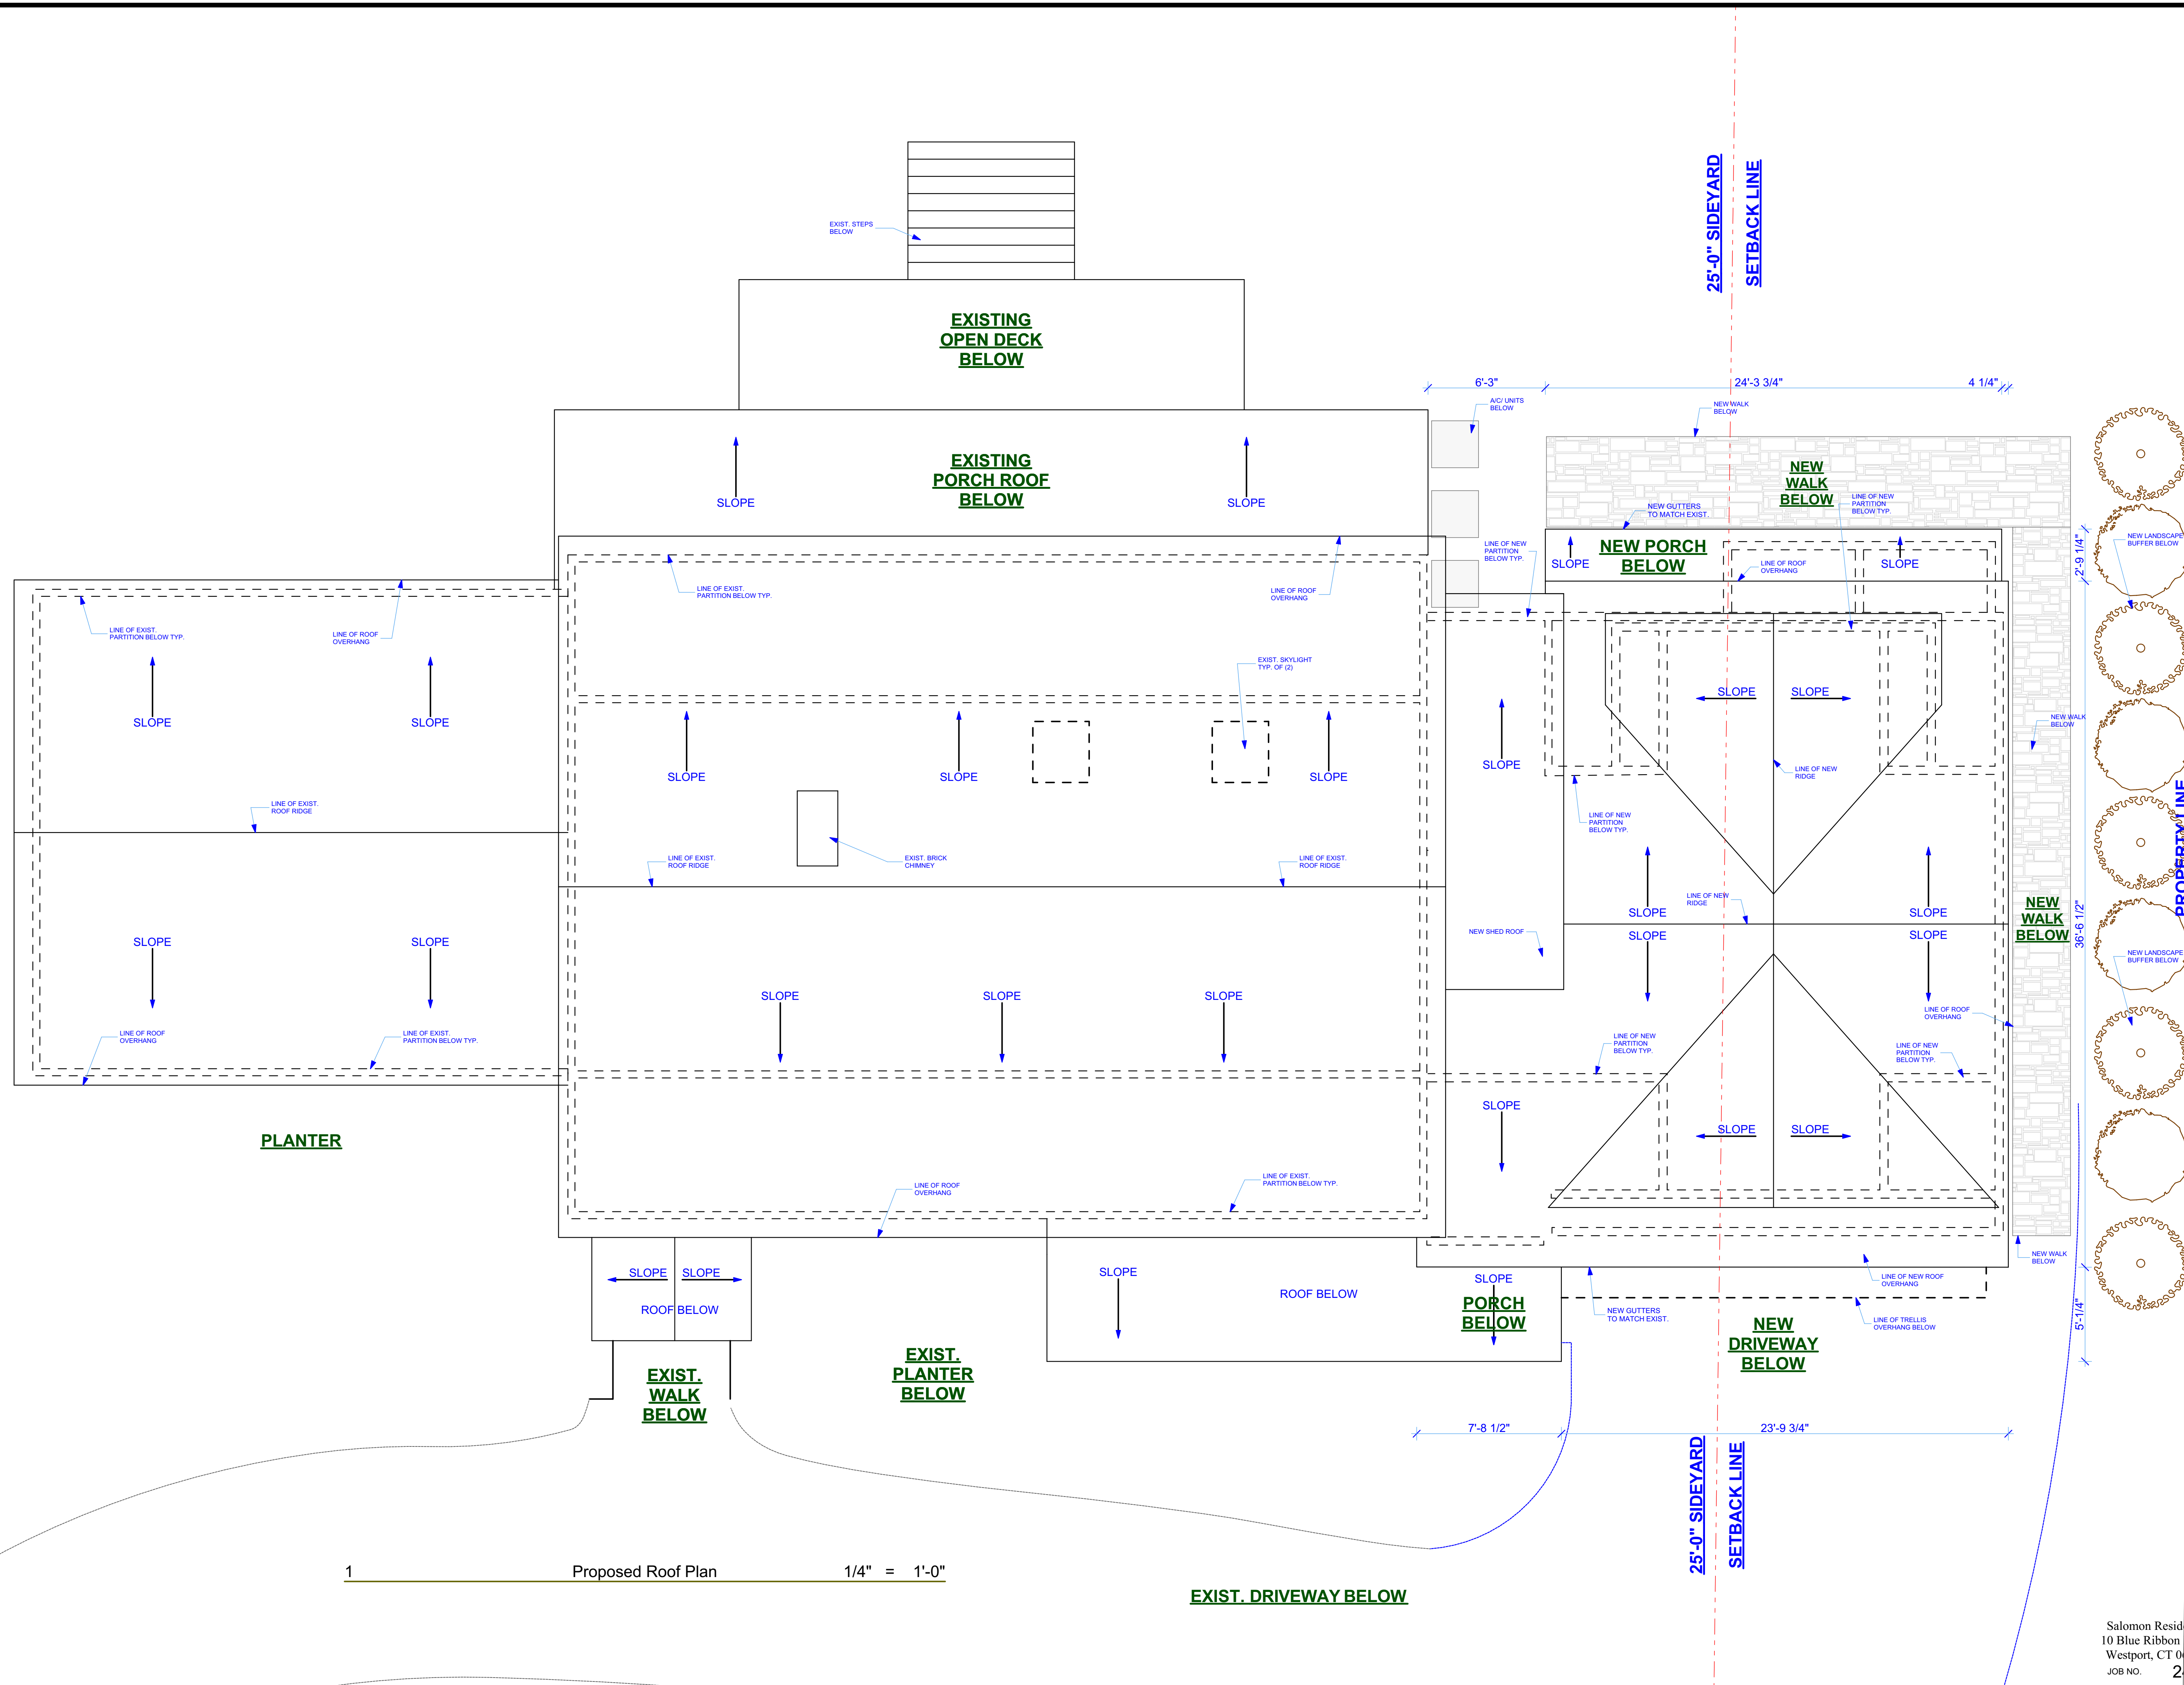 25'-0" SIDEYARD
SETBACK LINE
EXIST. STEPS
BELOW
EXISTING
OPEN DECK
BELOW
6'-3"
24'-3 3/4"
4 1/4"
A/C/ UNITS
BELOW
NEW WALK
BELOW
EXISTING
PORCH ROOF
BELOW
SLOPE
SLOPE
NEW
WALK
BELOW
LINE OF NEW
PARTITION
BELOW TYP.
NEW GUTTERS
TO MATCH EXIST.
LINE OF NEW
PARTITION
BELOW TYP.
NEW PORCH
BELOW
SLOPE
SLOPE
LINE OF ROOF
OVERHANG
2'-9 1/4"
NEW LANDSCAPE
BUFFER BELOW
LINE OF EXIST.
PARTITION BELOW TYP.
LINE OF ROOF
OVERHANG
LINE OF EXIST.
PARTITION BELOW TYP.
LINE OF ROOF
OVERHANG
EXIST. SKYLIGHT
TYP. OF (2)
SLOPE
SLOPE
SLOPE
SLOPE
NEW WALK
BELOW
SLOPE
SLOPE
SLOPE
SLOPE
SLOPE
LINE OF NEW
RIDGE
LINE OF EXIST.
ROOF RIDGE
LINE OF NEW
PARTITION
BELOW TYP.
PROPERTY LINE
LINE OF EXIST.
ROOF RIDGE
EXIST. BRICK
CHIMNEY
LINE OF EXIST.
ROOF RIDGE
LINE OF NEW
RIDGE
SLOPE
SLOPE
NEW
WALK
BELOW
36'-6 1/2"
NEW SHED ROOF
SLOPE
SLOPE
SLOPE
SLOPE
NEW LANDSCAPE
BUFFER BELOW
SLOPE
SLOPE
SLOPE
LINE OF ROOF
OVERHANG
LINE OF ROOF
OVERHANG
LINE OF EXIST.
PARTITION BELOW TYP.
LINE OF NEW
PARTITION
BELOW TYP.
LINE OF NEW
PARTITION
BELOW TYP.
SLOPE
SLOPE
SLOPE
PLANTER
LINE OF ROOF
OVERHANG
LINE OF EXIST.
PARTITION BELOW TYP.
NEW WALK
BELOW
SLOPE
SLOPE
ROOF BELOW
SLOPE
ROOF BELOW
SLOPE
PORCH
BELOW
LINE OF NEW ROOF
OVERHANG
NEW GUTTERS
TO MATCH EXIST.
LINE OF TRELLIS
OVERHANG BELOW
NEW
DRIVEWAY
BELOW
5'-1/4"
EXIST.
WALK
BELOW
EXIST.
PLANTER
BELOW
7'-8 1/2"
23'-9 3/4"
25'-0" SIDEYARD
SETBACK LINE
1 Proposed Roof Plan 1/4" = 1'-0"
EXIST. DRIVEWAY BELOW
Salomon
10 Blue Ribbon
Westport, CT
JOB NO.